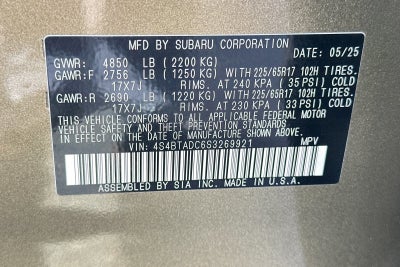 MFD BY SUBARU CORPORATION DATE: 05/25
GVWR: 4850 LB (2200 KG)
GAWR:F 2756 LB (1250 KG) WITH 225/65R17 102H TIRES.
17X7J RIMS. AT 240 KPA (35 PSI) COLD
GAWR:R 2690 LB (1220 KG) WITH 225/65R17 102H TIRES.
17X7J RIMS. AT 230 KPA (33 PSI) COLD
THIS VEHICLE CONFORMS TO ALL APPLICABLE FEDERAL MOTOR
VEHICLE SAFETY, BUMPER, AND THEFT PREVENTION STANDARDS
IN EFFECT ON THE DATE OF MANUFACTURE SHOWN ABOVE.
VIN: 4S4BTADC6S3269921 MPV
ASSEMBLED BY SIA INC. MADE IN U.S.A.